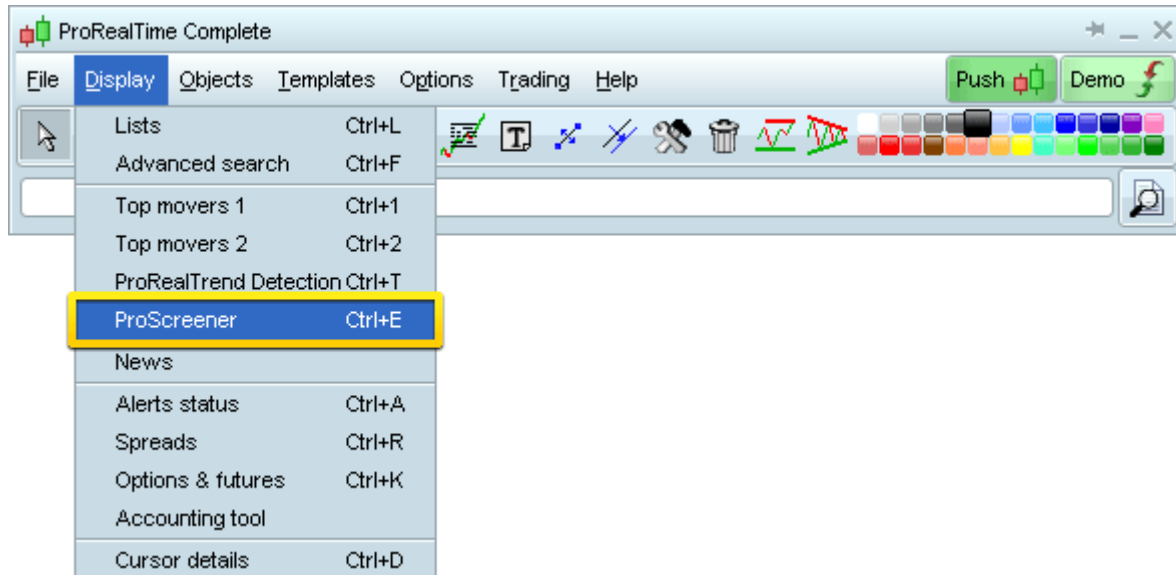 ProRealTime Complete
File Display Objects Templates Options Trading Help Push Demo
Lists Ctrl+L
T
Advanced search Ctrl+F
Top movers 1 Ctrl+1
Top movers 2 Ctrl+2
ProRealTrend Detection Ctrl+T
ProScreener Ctrl+E
News
Alerts status Ctrl+A
Spreads Ctrl+R
Options & futures Ctrl+K
Accounting tool
Cursor details Ctrl+D